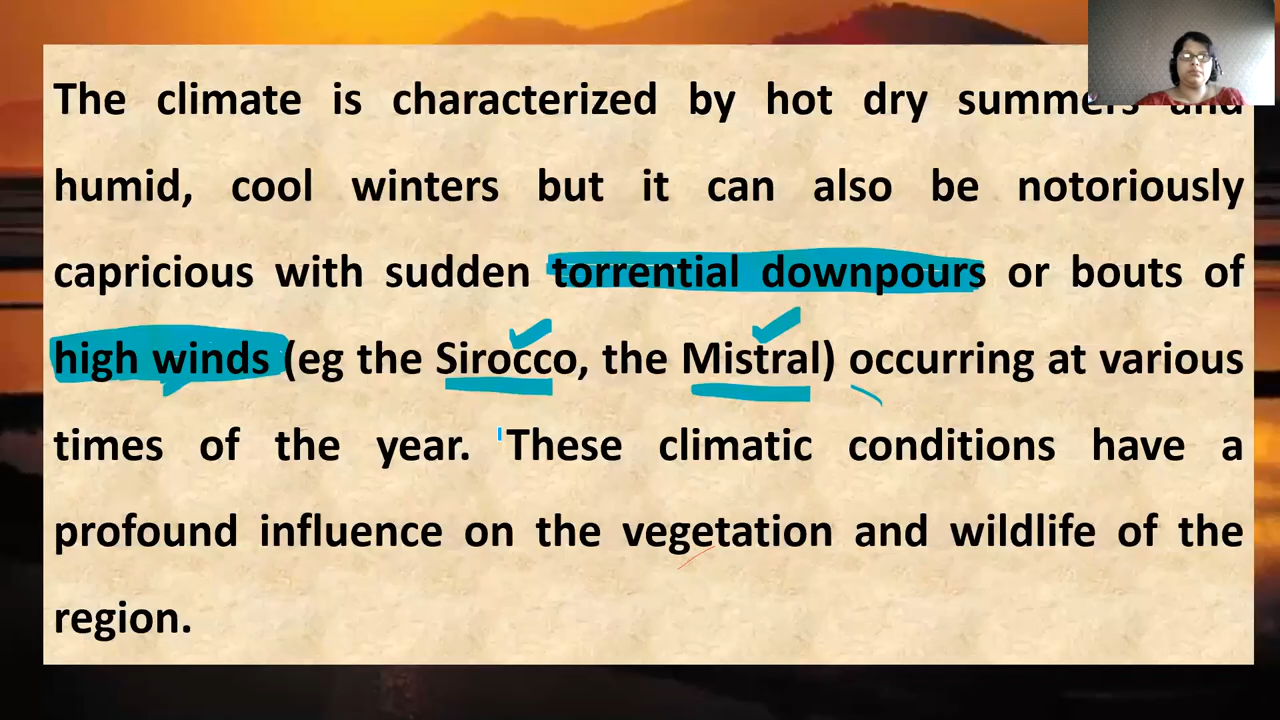 The climate is characterized by hot dry summers and
humid, cool winters but it can also be notoriously
capricious with sudden torrential downpours or bouts of
high winds (eg the Sirocco, the Mistral) occurring at various
times of the year. These climatic conditions have a
profound influence on the vegetation and wildlife of the
region.